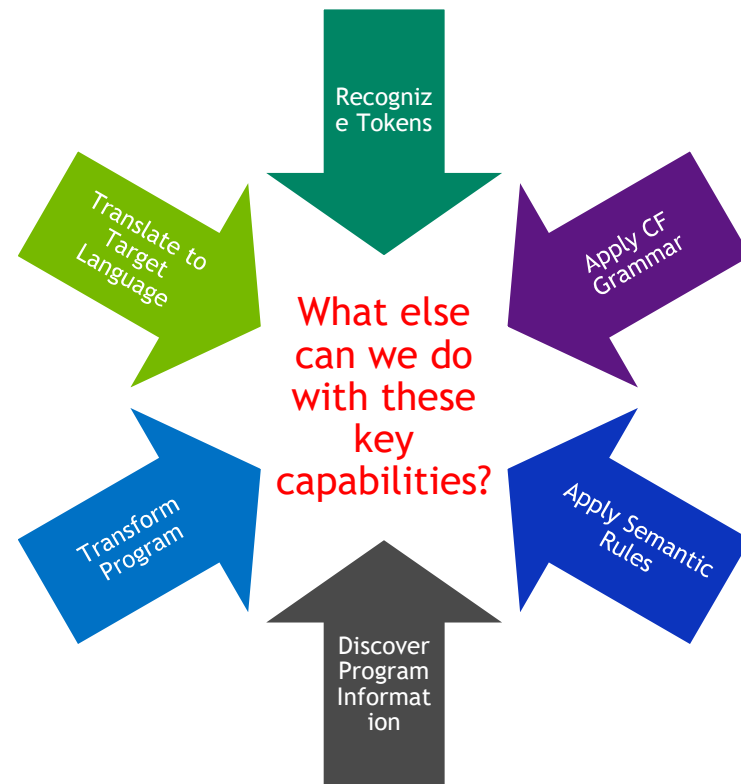 Recogniz
e Tokens
Translate to
Target
Language
Apply CF
Grammar
What else
can we do
with these
key
capabilities?
Transform
Program
Apply Semantic
Rules
Discover
Program
Informat
ion